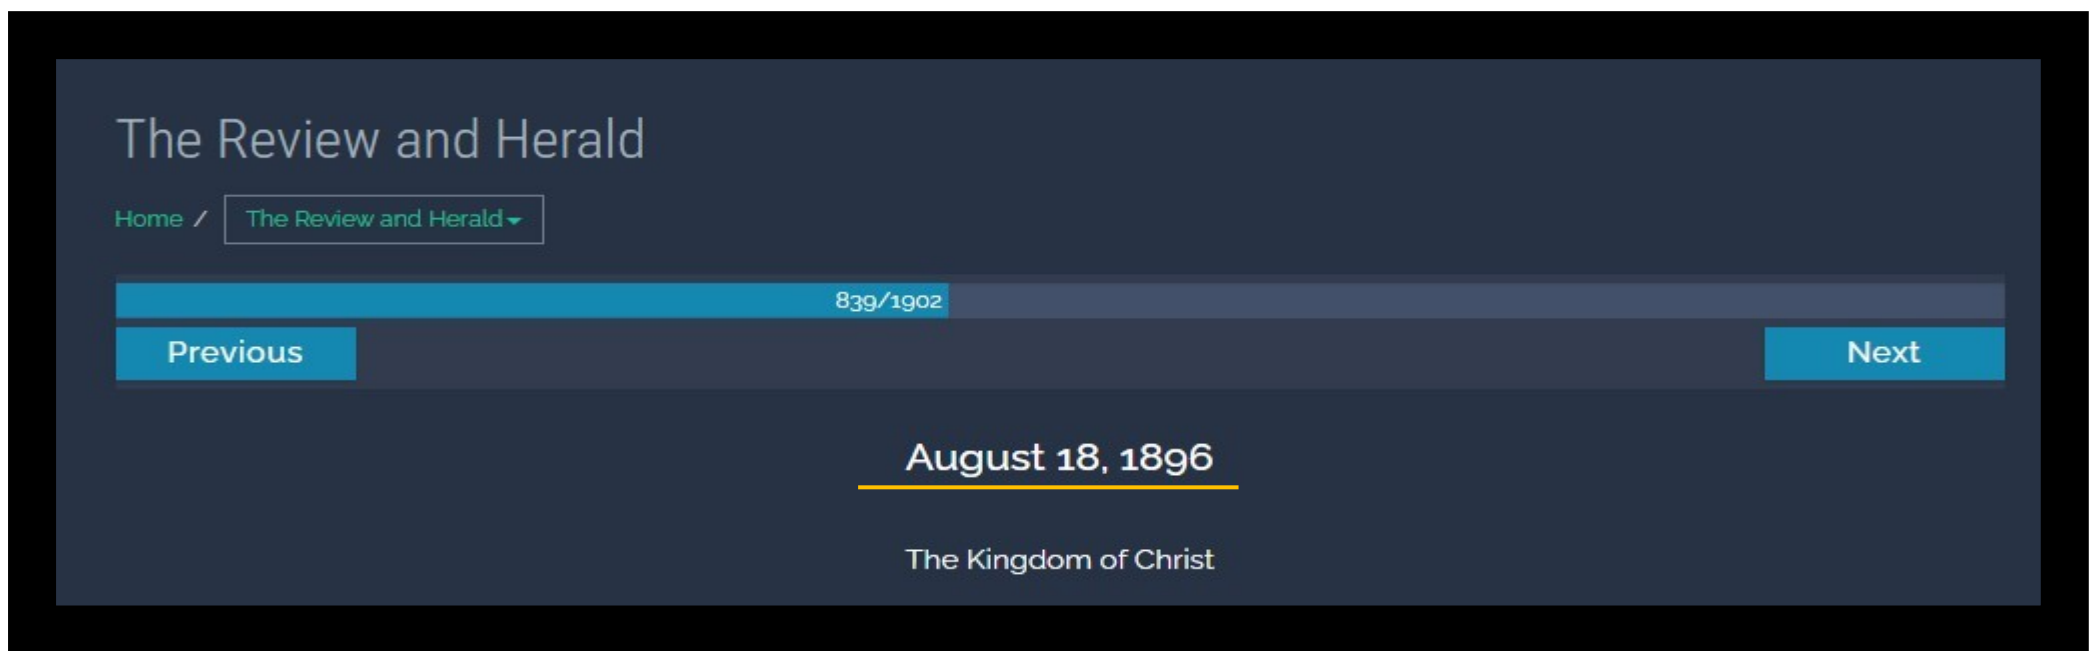 The Review and Herald
Home / The Review and Herald
839/1902
Previous Next
August 18, 1896
The Kingdom of Christ